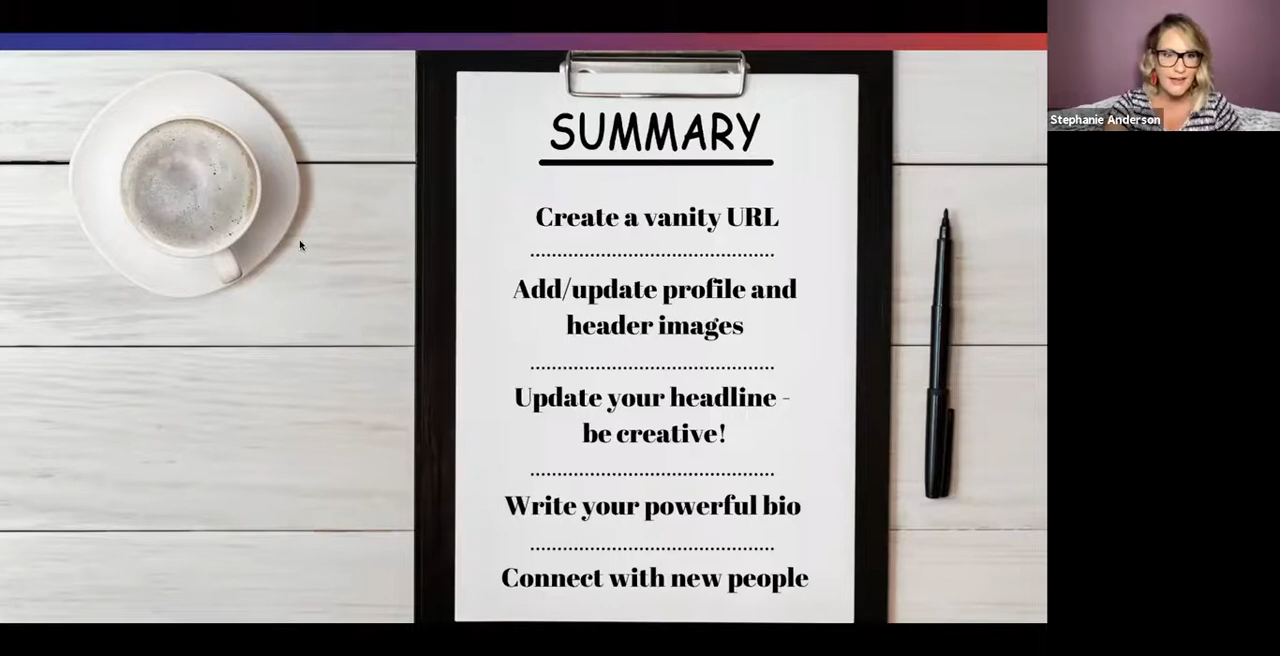 SUMMARY
Create a vanity URL
Add/update profile and
header images
Update your headline -
be creative!
Write your powerful bio
Connect with new people
Stephanie Anderson